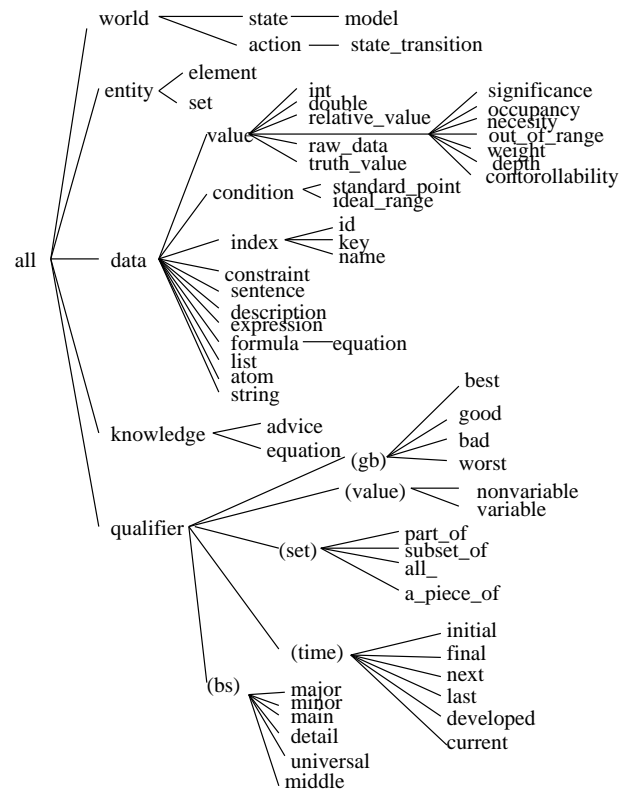 world
state
model
action
state_transition
entity
element
set
value
int
double
relative_value
raw_data
truth_value
significance
occupancy
necesity
out_of_range
weight
depth
contorollability
condition
standard_point
ideal_range
index
id
key
name
all
data
constraint
sentence
description
expression
formula
equation
list
atom
string
knowledge
advice
equation
qualifier
(gb)
best
good
bad
worst
(value)
nonvariable
variable
(set)
part_of
subset_of
all_
a_piece_of
(time)
initial
final
next
last
developed
current
(bs)
major
minor
main
detail
universal
middle